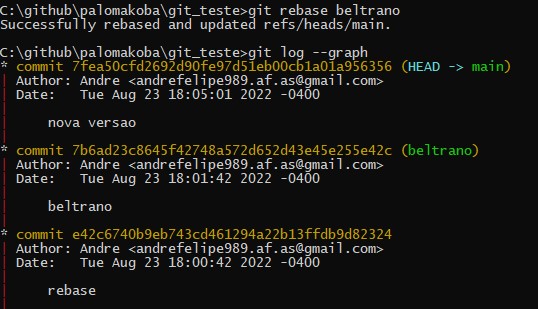 C:\github\palomakoba\git_teste>git rebase beltrano
Successfully rebased and updated refs/heads/main.
C:\github\palomakoba\git_teste>git log --graph
* commit 7fea50cfd2692d90fe97d51eb00cb1a01a956356 (HEAD -> main)
| Author: Andre <andrefelipe989.af.as@gmail.com>
| Date:   Tue Aug 23 18:05:01 2022 -0400
|
|     nova versao
|
* commit 7b6ad23c8645f42748a572d652d43e45e255e42c (beltrano)
| Author: Andre <andrefelipe989.af.as@gmail.com>
| Date:   Tue Aug 23 18:01:42 2022 -0400
|
|     beltrano
|
* commit e42c6740b9eb743cd461294a22b13ffdb9d82324
| Author: Andre <andrefelipe989.af.as@gmail.com>
| Date:   Tue Aug 23 18:00:42 2022 -0400
|
|     rebase
|